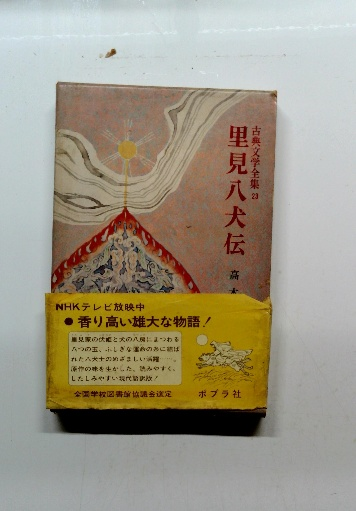 古典文学全集 23
里見八犬伝
高木
NHKテレビ放映中
●香り高い雄大な物語!
里見家の伏姫と犬の八房にまつわる
八つの玉、ふしぎな運命の糸に結ば
れた八犬士のめざましい活躍——。
原作の味を生かした、読みやすく、
したしみやすい現代語訳版!
全国学校図書館協議会選定
ポプラ社